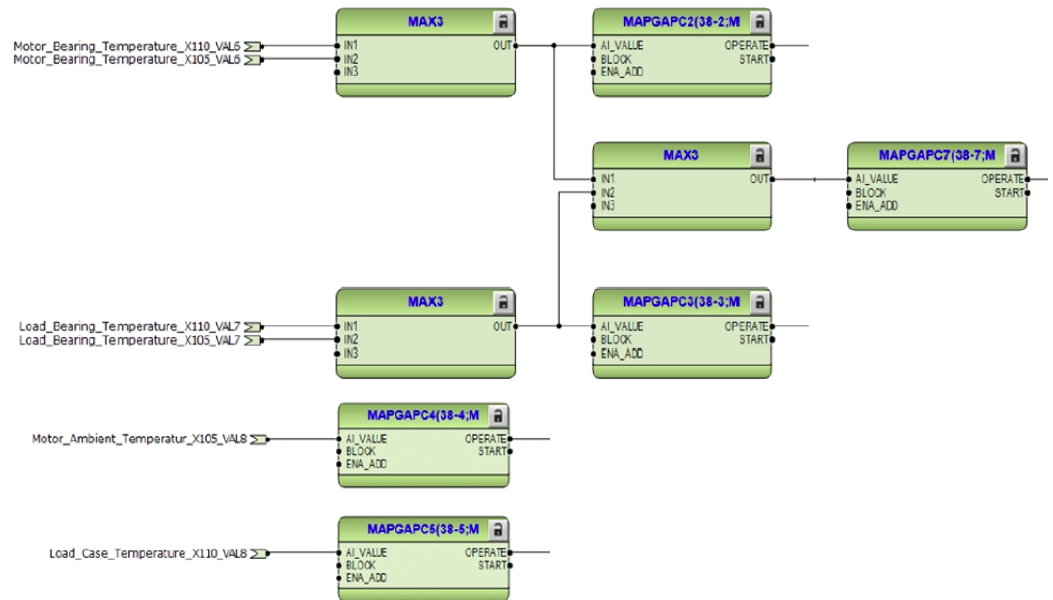 MAX3
MAPGAPC2(38-2;M
Motor_Bearing_Temperature_X110_VAL6
IN1
OUT
AI_VALUE
OPERATE
Motor_Bearing_Temperature_X105_VAL6
IN2
BLOCK
START
IN3
ENA_ADD
MAX3
MAPGAPC7(38-7;M
IN1
OUT
AI_VALUE
OPERATE
IN2
BLOCK
START
IN3
ENA_ADD
MAX3
MAPGAPC3(38-3;M
Load_Bearing_Temperature_X110_VAL7
IN1
OUT
AI_VALUE
OPERATE
Load_Bearing_Temperature_X105_VAL7
IN2
BLOCK
START
IN3
ENA_ADD
MAPGAPC4(38-4;M
Motor_Ambient_Temperatur_X105_VAL8
AI_VALUE
OPERATE
BLOCK
START
ENA_ADD
MAPGAPC5(38-5;M
Load_Case_Temperature_X110_VAL8
AI_VALUE
OPERATE
BLOCK
START
ENA_ADD